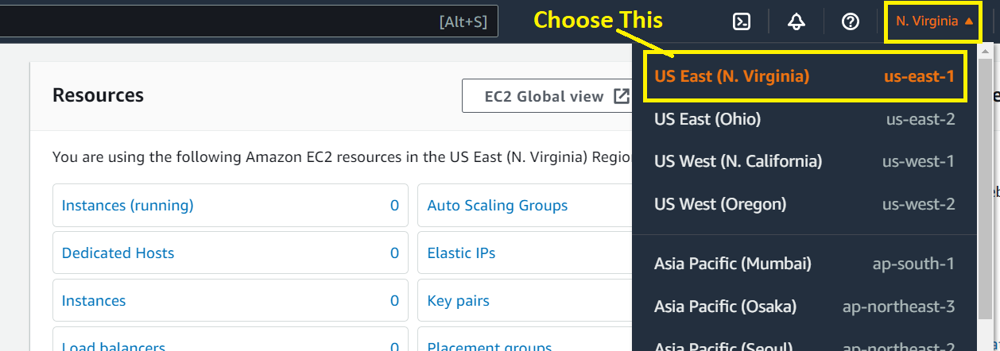 [Alt+S]
Choose This
N. Virginia
US East (N. Virginia) us-east-1
US East (Ohio) us-east-2
US West (N. California) us-west-1
US West (Oregon) us-west-2
Asia Pacific (Mumbai) ap-south-1
Asia Pacific (Osaka) ap-northeast-3
Asia Pacific (Seoul) ap-northeast-2
Resources
EC2 Global view
You are using the following Amazon EC2 resources in the US East (N. Virginia) Regio
Instances (running) 0
Auto Scaling Groups
Dedicated Hosts 0
Elastic IPs
Instances 0
Key pairs
Load balancers 0
Placement groups